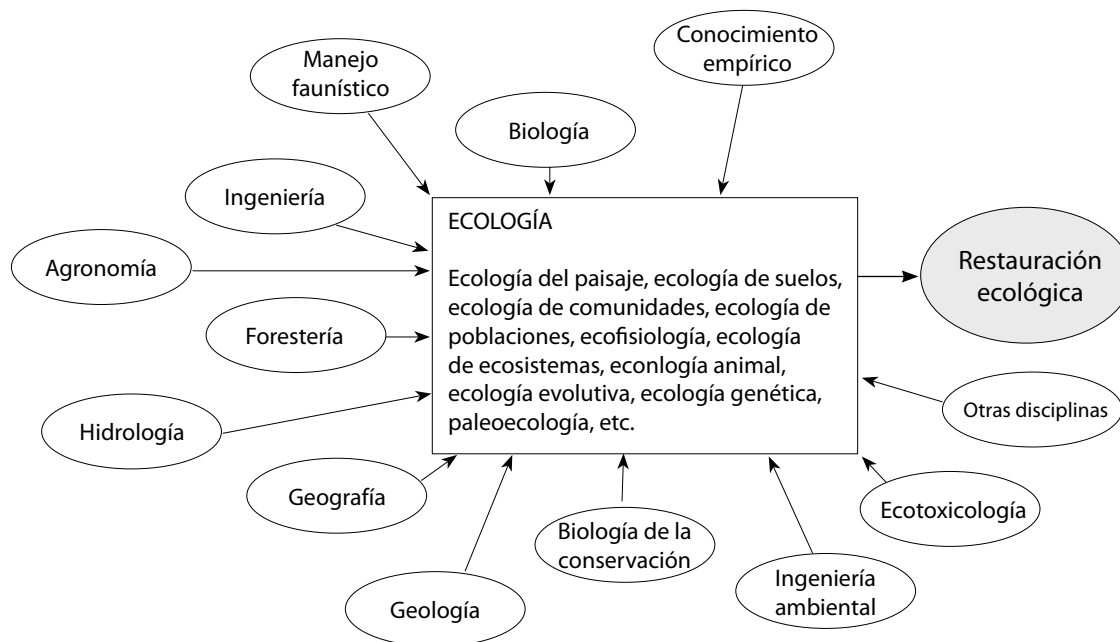 Conocimiento
empírico
Manejo
faunístico
Biología
Ingeniería
Agronomía
Forestería
Hidrología
ECOLOGÍA
Ecología del paisaje, ecología de suelos,
ecología de comunidades, ecología de
poblaciones, ecofisiología, ecología
de ecosistemas, econlogía animal,
ecología evolutiva, ecología genética,
paleoecología, etc.
Restauración
ecológica
Otras disciplinas
Geografía
Ecotoxicología
Biología de la
conservación
Ingeniería
ambiental
Geología